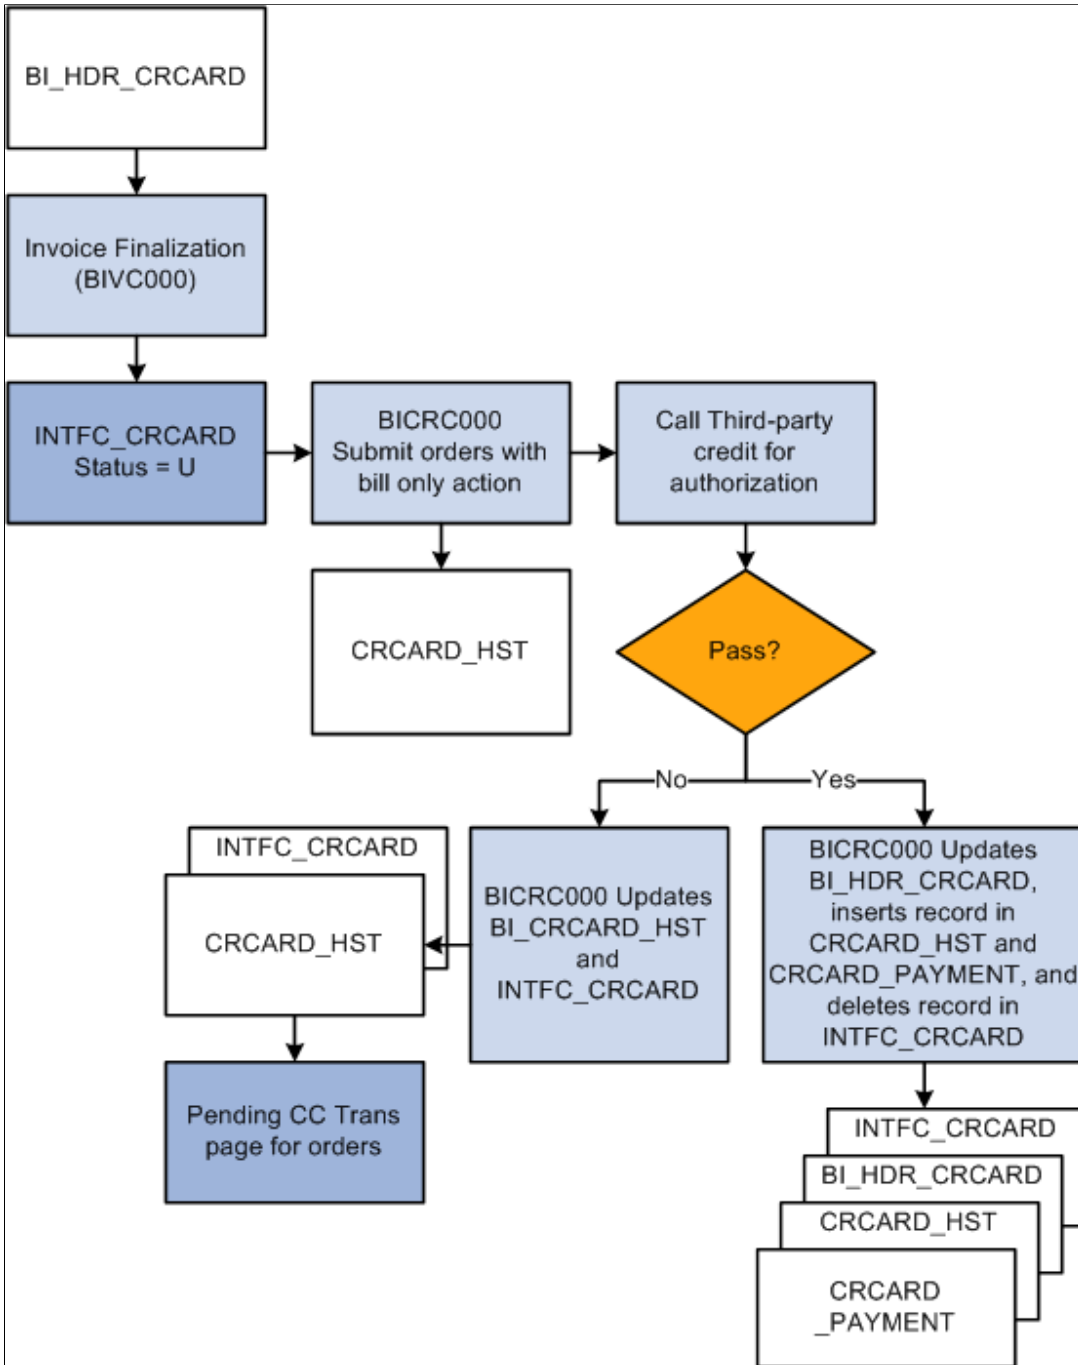 BI_HDR_CRCARD
Invoice Finalization
(BIVC000)
INTFC_CRCARD
Status = U
BICRC000
Submit orders with
bill only action
Call Third-party
credit for
authorization
CRCARD_HST
Pass?
No
Yes
INTFC_CRCARD
CRCARD_HST
BICRC000 Updates
BI_CRCARD_HST
and
INTFC_CRCARD
BICRC000 Updates
BI_HDR_CRCARD,
inserts record in
CRCARD_HST and
CRCARD_PAYMENT, and
deletes record in
INTFC_CRCARD
Pending CC Trans
page for orders
INTFC_CRCARD
BI_HDR_CRCARD
CRCARD_HST
CRCARD
_PAYMENT